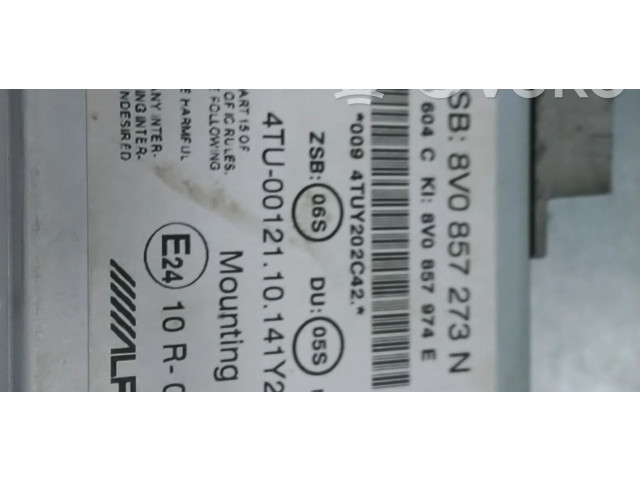 SB: 8V0 857 273 N
604 C KI: 8V0 857 974 E
*009 4TUY202C42.*
ZSB: 06S DU: 05S
4TU-00121.10.141Y2
ART 15 OF
OF IC RULES.
FOLLOWING
Mounting
E24 10 R-
HARMFUL
ANY INTER-
ING INTER-
NDESIRED